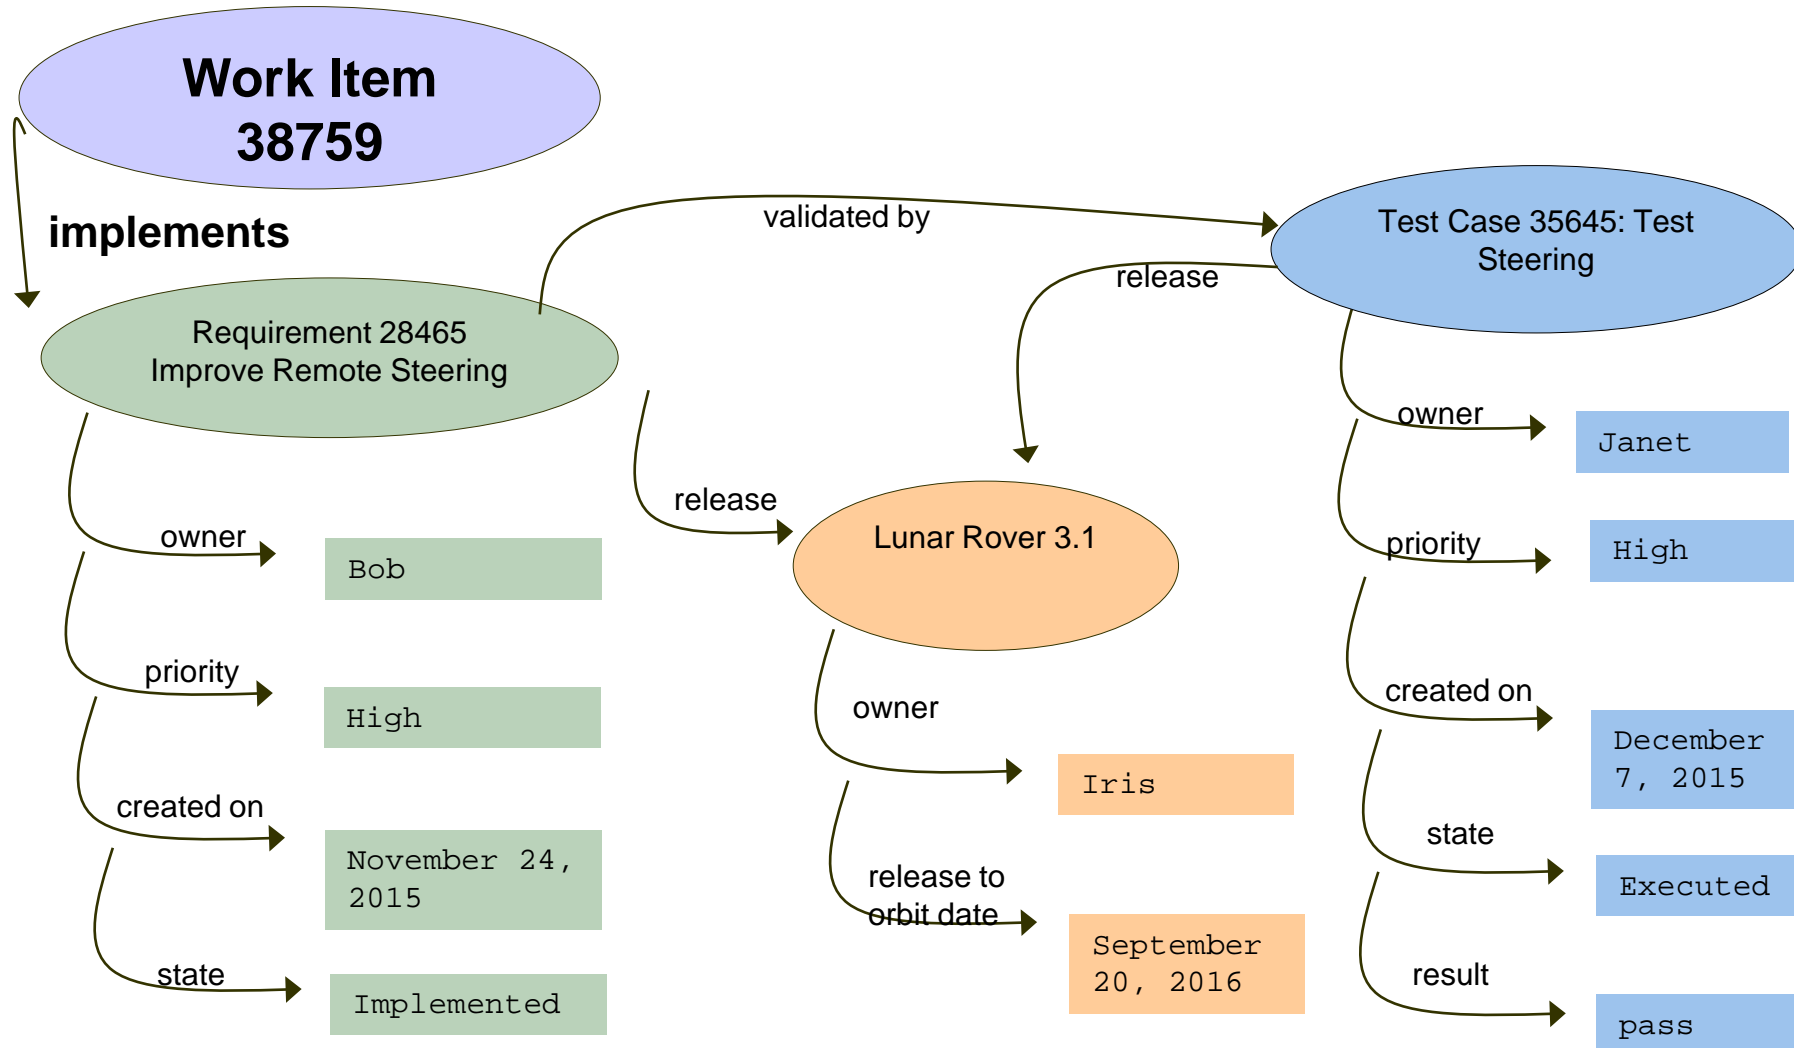 Work Item
38759
implements
validated by
Test Case 35645: Test
Steering
release
Requirement 28465
Improve Remote Steering
owner
Janet
release
Lunar Rover 3.1
owner
Bob
priority
High
priority
High
created on
December
7, 2015
owner
Iris
created on
November 24,
2015
state
Executed
release to
orbit date
September
20, 2016
state
Implemented
result
pass